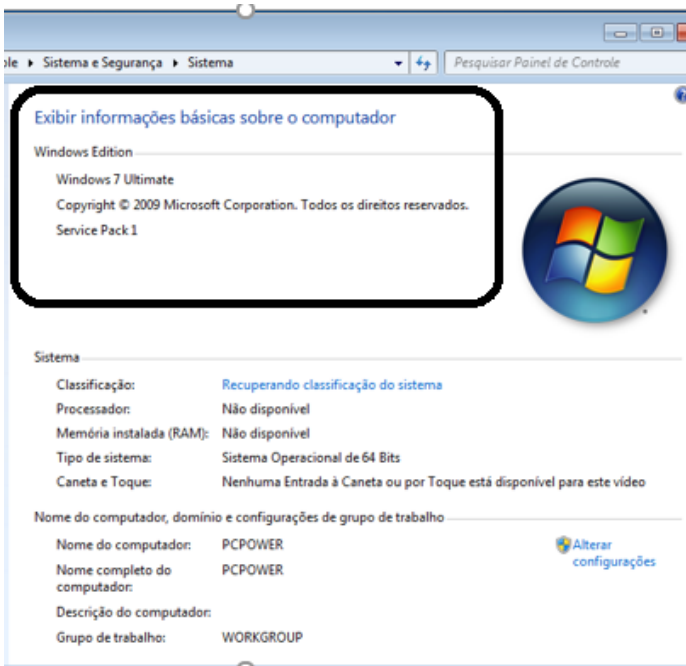 Sistema e Segurança ▸ Sistema
Pesquisar Painel de Controle
Exibir informações básicas sobre o computador
Windows Edition
Windows 7 Ultimate
Copyright © 2009 Microsoft Corporation. Todos os direitos reservados.
Service Pack 1
Sistema
Classificação: Recuperando classificação do sistema
Processador: Não disponível
Memória instalada (RAM): Não disponível
Tipo de sistema: Sistema Operacional de 64 Bits
Caneta e Toque: Nenhuma Entrada à Caneta ou por Toque está disponível para este vídeo
Nome do computador, domínio e configurações de grupo de trabalho
Nome do computador: PCPOWER
Alterar
configurações
Nome completo do
computador: PCPOWER
Descrição do computador:
Grupo de trabalho: WORKGROUP